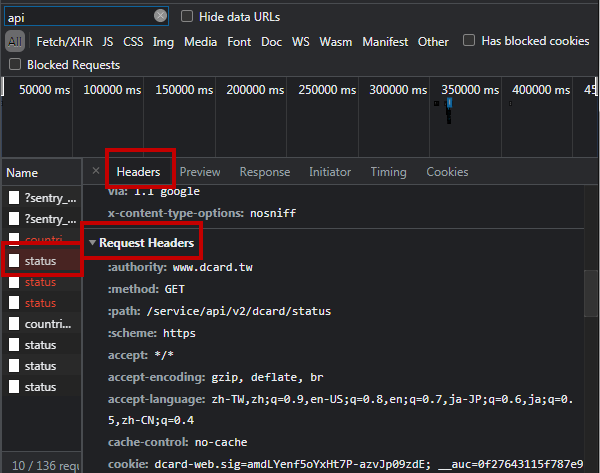 api
Hide data URLs
All Fetch/XHR JS CSS Img Media Font Doc WS Wasm Manifest Other Has blocked cookies
Blocked Requests
50000 ms 100000 ms 150000 ms 200000 ms 250000 ms 300000 ms 350000 ms 400000 ms 45
Name
× Headers Preview Response Initiator Timing Cookies
?sentry_...
?sentry_...
countri...
status
status
status
countri...
status
status
status
10 / 136 requ
via: 1.1 google
x-content-type-options: nosniff
Request Headers
:authority: www.dcard.tw
:method: GET
:path: /service/api/v2/dcard/status
:scheme: https
accept: */*
accept-encoding: gzip, deflate, br
accept-language: zh-TW,zh;q=0.9,en-US;q=0.8,en;q=0.7,ja-JP;q=0.6,ja;q=0.
5,zh-CN;q=0.4
cache-control: no-cache
cookie: dcard-web.sig=amdLYenf5oYxHt7P-azvJp09zdE; __auc=0f27643115f787e9